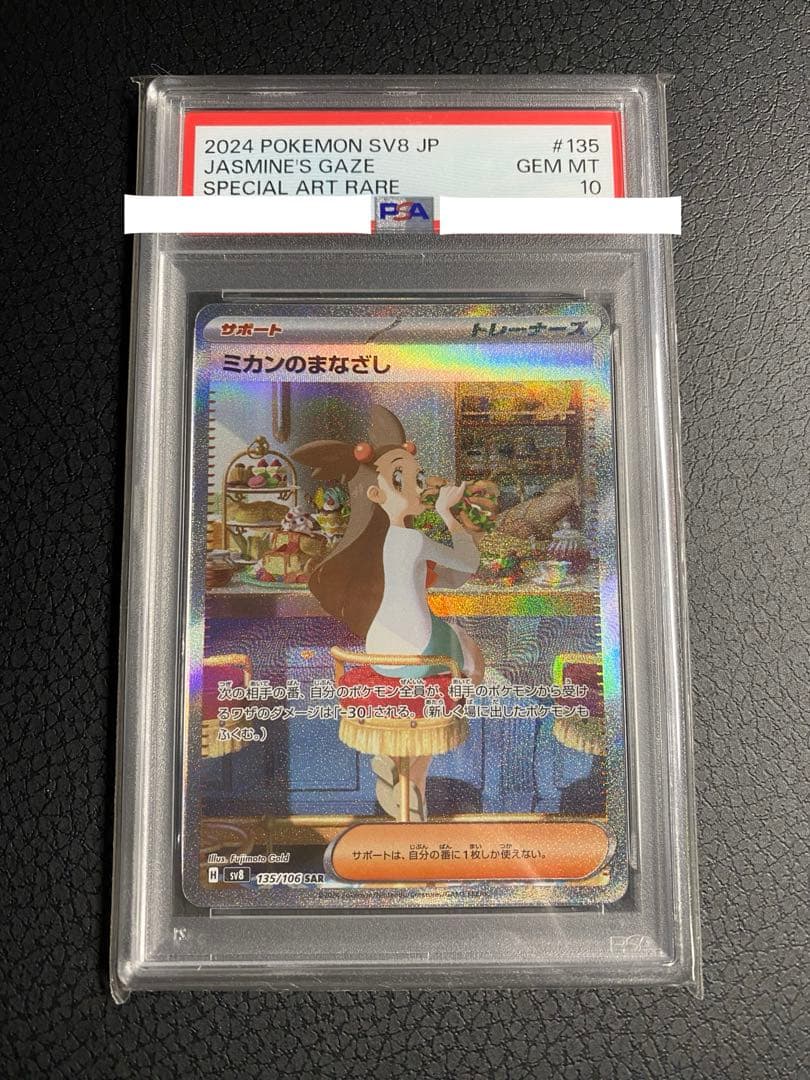 2024 POKEMON SV8 JP #135
JASMINE'S GAZE GEM MT
SPECIAL ART RARE 10
PSA
サポート トレーナーズ
ミカンのまなざし
次の相手の番、自分のポケモン全員が、相手のポケモンから受け
るワザのダメージは「-30」される。(新しく場に出したポケモンも
ふくむ。)
サポートは、自分の番に1枚しか使えない。
Illus. Fujimoto Gold
H sv8 135/106 SAR
PSA